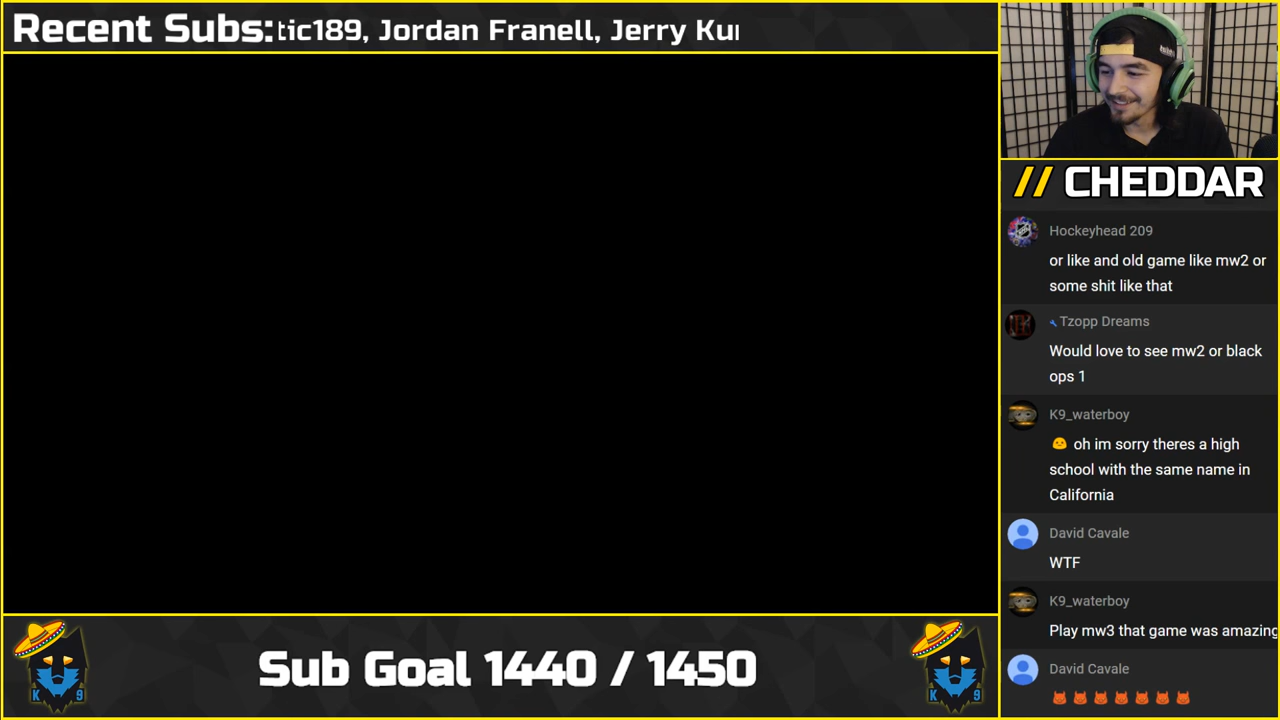 Recent Subs: tic189, Jordan Franell, Jerry Ku
// CHEDDAR
Hockeyhead 209
or like and old game like mw2 or
some shit like that
Tzopp Dreams
Would love to see mw2 or black
ops 1
K9_waterboy
oh im sorry theres a high
school with the same name in
California
David Cavale
WTF
K9_waterboy
Play mw3 that game was amazing
David Cavale
K 9
Sub Goal 1440 / 1450
K 9